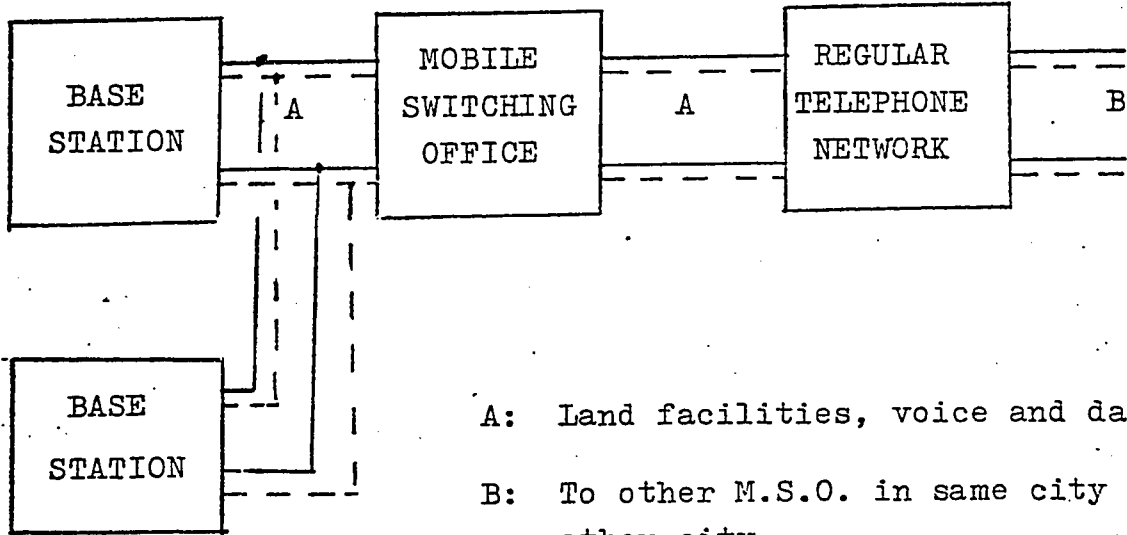 BASE
STATION
A
MOBILE
SWITCHING
OFFICE
A
REGULAR
TELEPHONE
NETWORK
B
BASE
STATION
A: Land facilities, voice and da
B: To other M.S.O. in same city